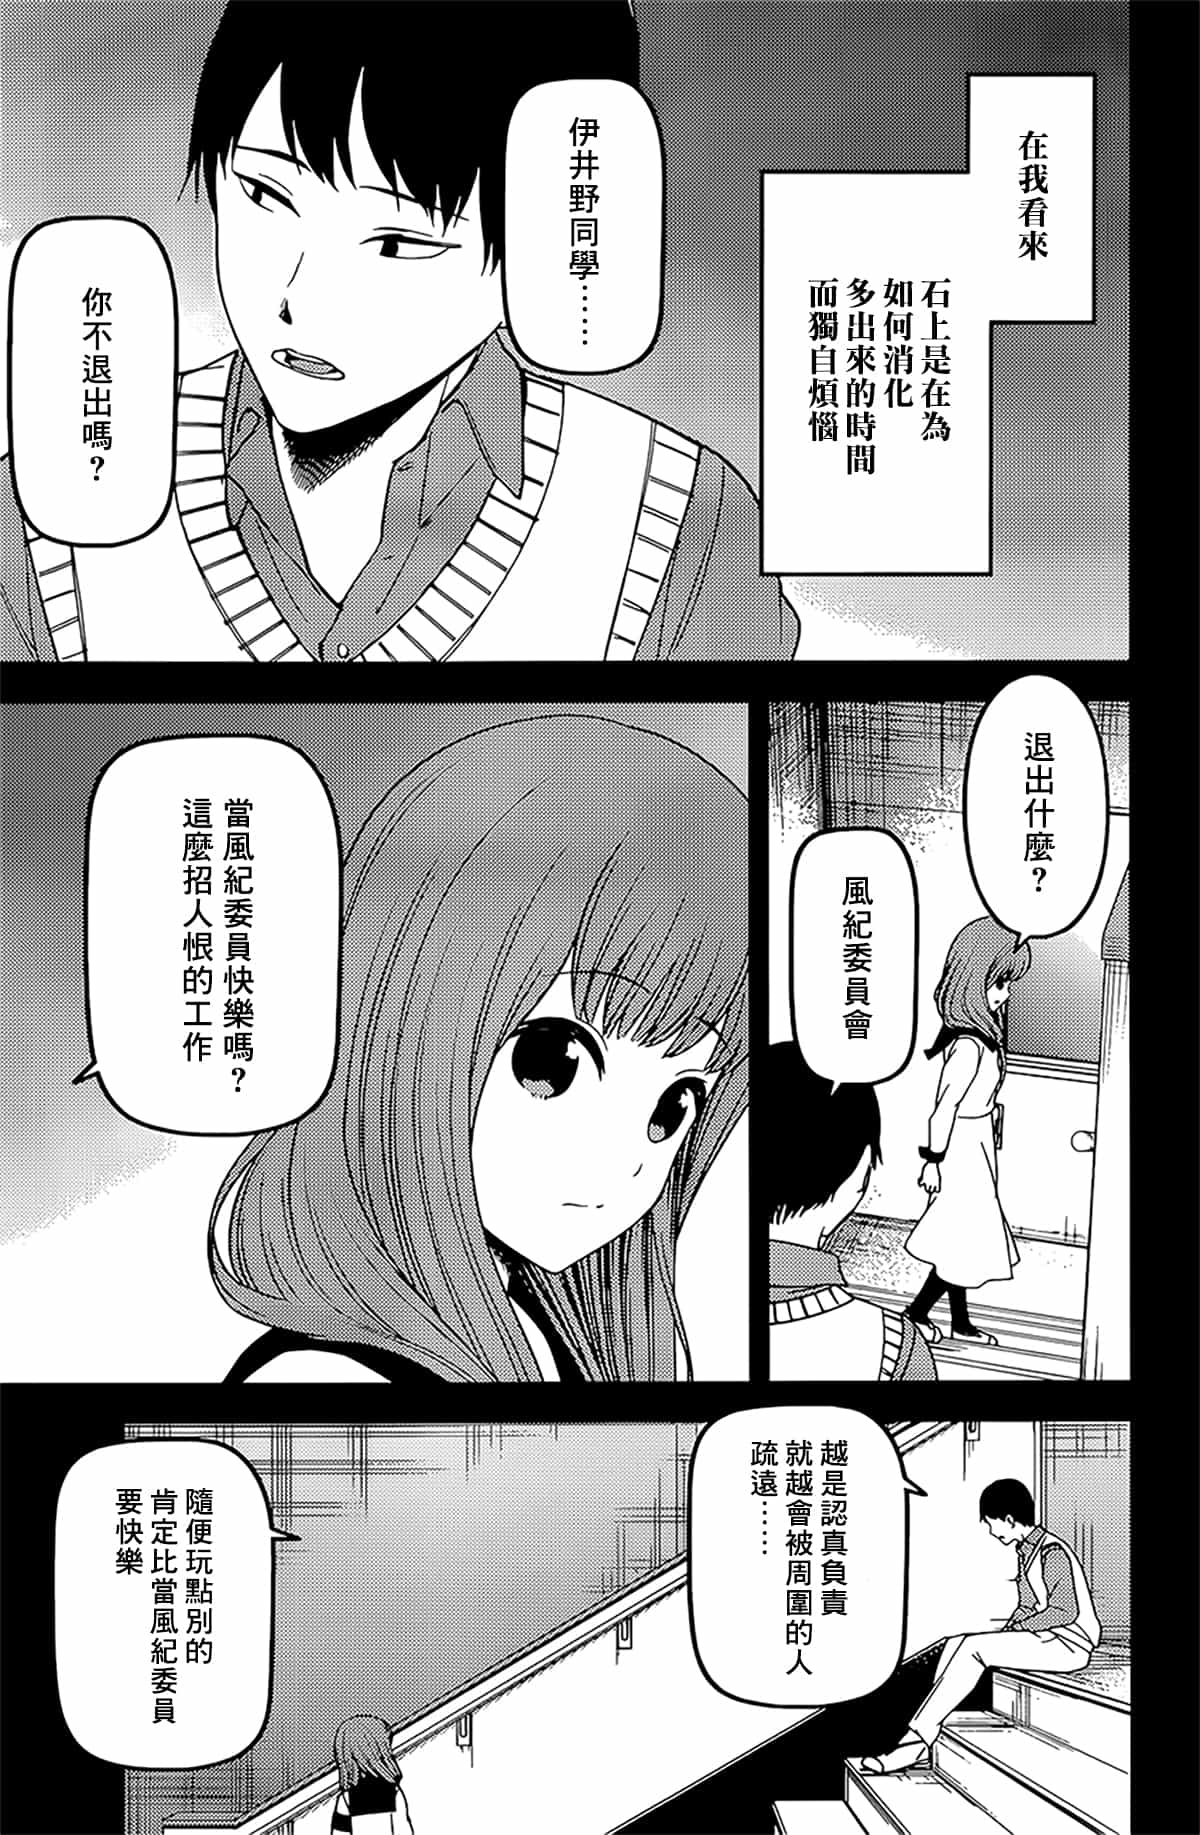 在我看來
石上是在為
如何消化
多出來的時間
而獨自煩惱
伊井野同學……
你不退出嗎？
退出什麼？
風紀委員會
當風紀委員快樂嗎？
這麼招人恨的工作
越是認真負責
就越會被周圍的人
疏遠……
隨便玩點別的
肯定比當風紀委員
要快樂